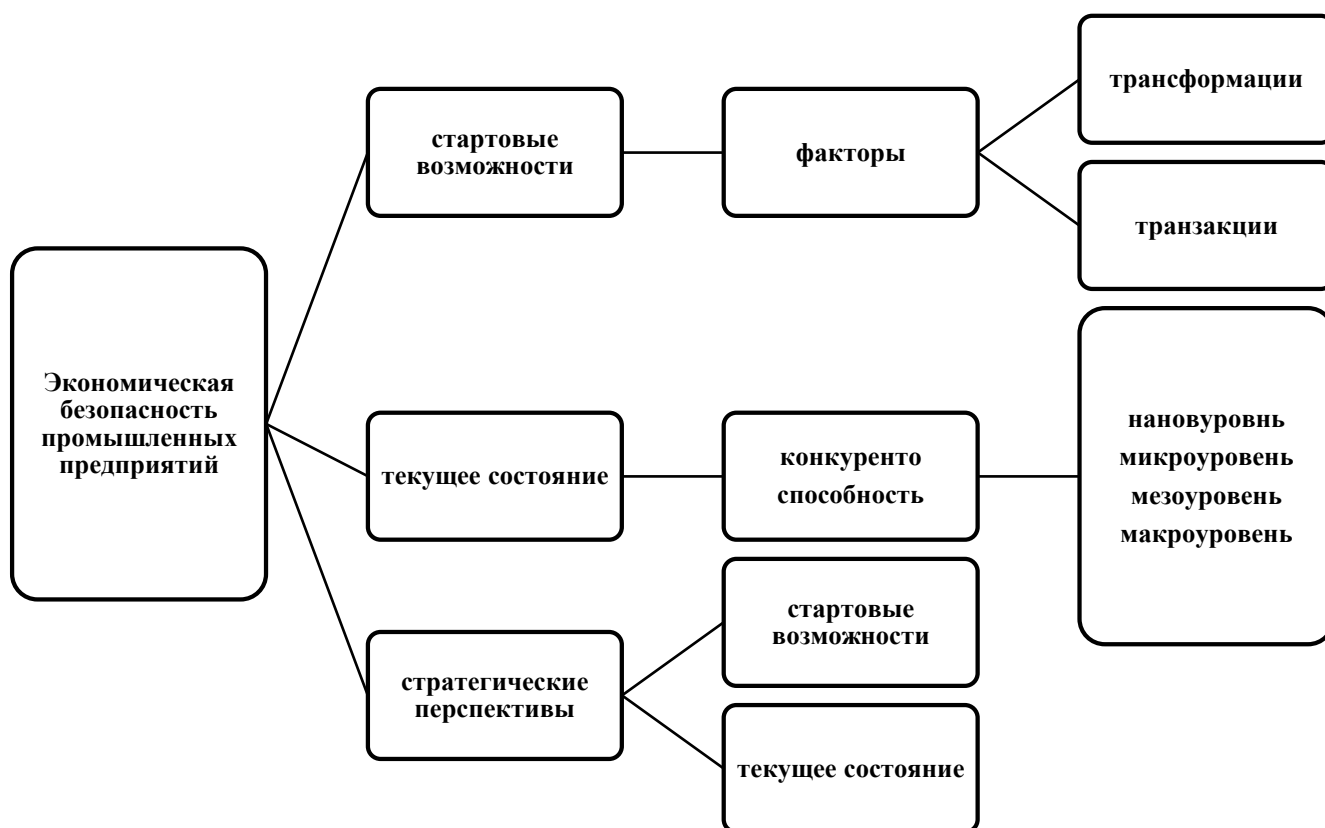 трансформации
стартовые
возможности
факторы
транзакции
Экономическая
безопасность
промышленных
предприятий
текущее состояние
конкуренто
способность
нановуровнь
микроуровень
мезоуровень
макроуровень
стратегические
перспективы
стартовые
возможности
текущее состояние